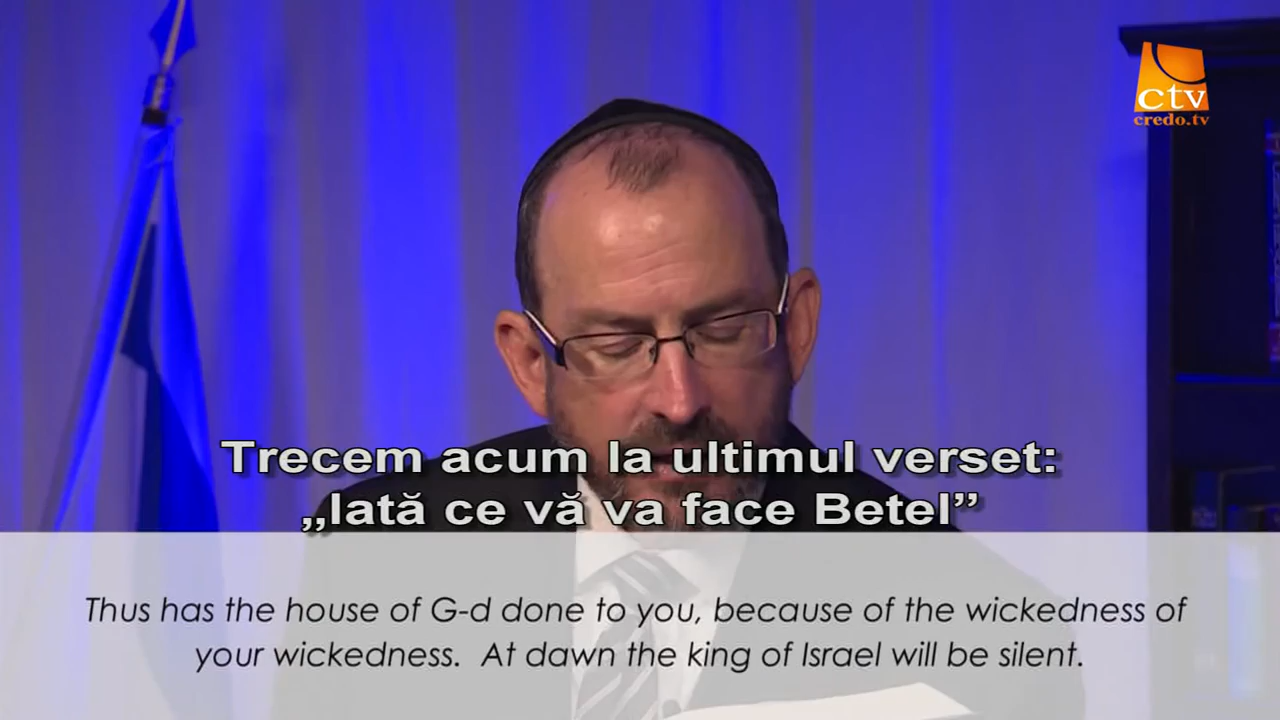 ctv
credo.tv
Trecem acum la ultimul verset:
„Iată ce vă va face Betel”
Thus has the house of G-d done to you, because of the wickedness of
your wickedness.  At dawn the king of Israel will be silent.